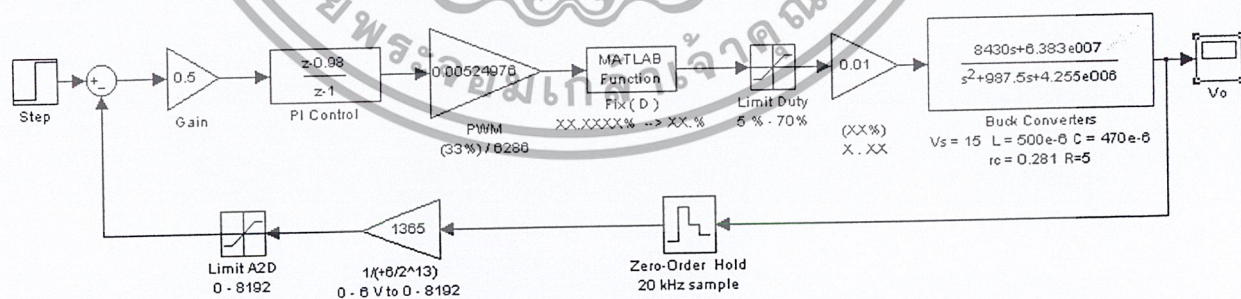 Step
+
-
0.5
Gain
z-0.98
z-1
PI Control
0.00524976
PWM
(33%) / 6286
MATLAB
Function
Fix ( D )
XX.XXXX% --> XX.%
Limit Duty
5 % - 70%
0.01
(XX%)
X . XX
8430s+6.383e007
s²+987.5s+4.255e006
Buck Converters
Vs = 15 L = 500e-6 C = 470e-6
rc = 0.281 R=5
Vo
Zero-Order Hold
20 kHz sample
1365
1/(+6/2^13)
0 - 6 V to 0 - 8192
Limit A2D
0 - 8192